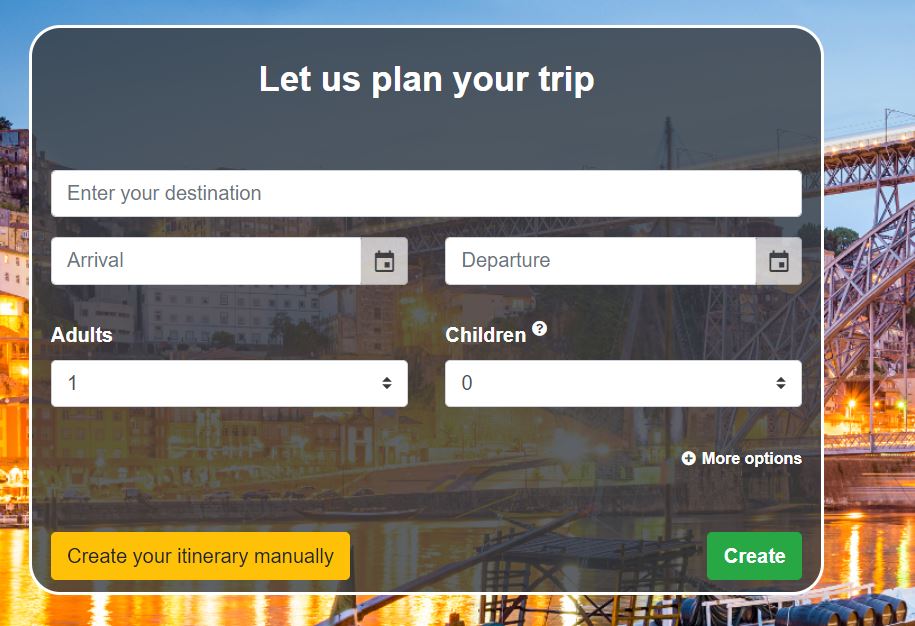 Let us plan your trip
Enter your destination
Arrival
Departure
Adults
Children ?
1
0
More options
Create your itinerary manually
Create